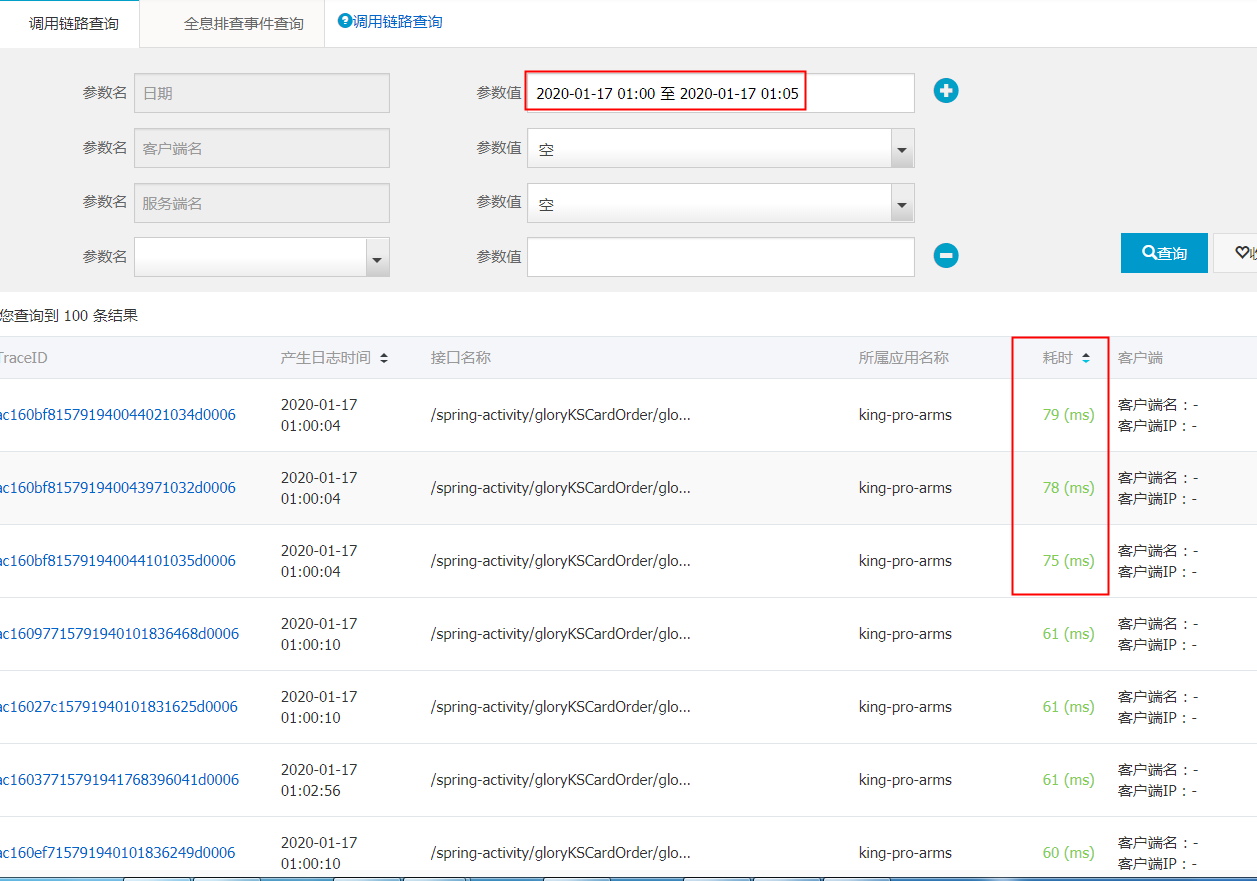 调用链路查询 全息排查事件查询 ?调用链路查询
参数名 日期 参数值 2020-01-17 01:00 至 2020-01-17 01:05
参数名 客户端名 参数值 空
参数名 服务端名 参数值 空
参数名 参数值 查询
您查询到 100 条结果
TraceID 产生日志时间 接口名称 所属应用名称 耗时 客户端
ac160bf815791940044021034d0006 2020-01-17 01:00:04 /spring-activity/gloryKSCardOrder/glo... king-pro-arms 79 (ms) 客户端名：-
客户端IP：-
ac160bf815791940043971032d0006 2020-01-17 01:00:04 /spring-activity/gloryKSCardOrder/glo... king-pro-arms 78 (ms) 客户端名：-
客户端IP：-
ac160bf815791940044101035d0006 2020-01-17 01:00:04 /spring-activity/gloryKSCardOrder/glo... king-pro-arms 75 (ms) 客户端名：-
客户端IP：-
ac16097715791940101836468d0006 2020-01-17 01:00:10 /spring-activity/gloryKSCardOrder/glo... king-pro-arms 61 (ms) 客户端名：-
客户端IP：-
ac16027c15791940101831625d0006 2020-01-17 01:00:10 /spring-activity/gloryKSCardOrder/glo... king-pro-arms 61 (ms) 客户端名：-
客户端IP：-
ac16037715791941768396041d0006 2020-01-17 01:02:56 /spring-activity/gloryKSCardOrder/glo... king-pro-arms 61 (ms) 客户端名：-
客户端IP：-
ac160ef715791940101836249d0006 2020-01-17 01:00:10 /spring-activity/gloryKSCardOrder/glo... king-pro-arms 60 (ms) 客户端名：-
客户端IP：-